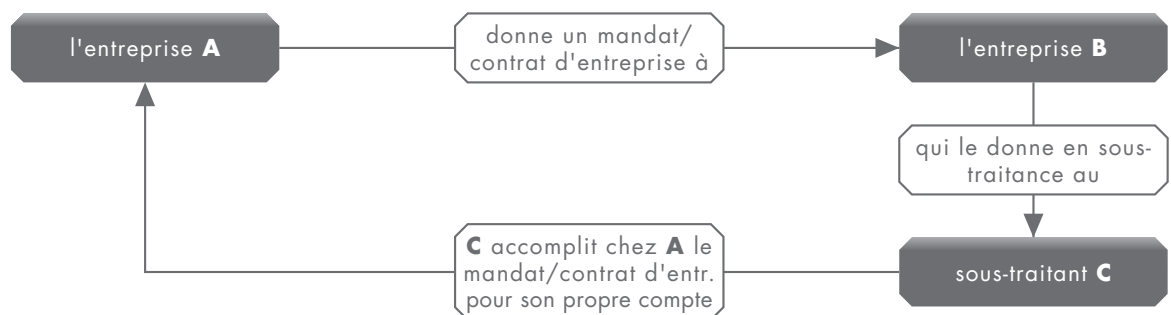 l'entreprise A
donne un mandat/
contrat d'entreprise à
l'entreprise B
qui le donne en sous-
traitance au
sous-traitant C
C accomplit chez A le
mandat/contrat d'entr.
pour son propre compte